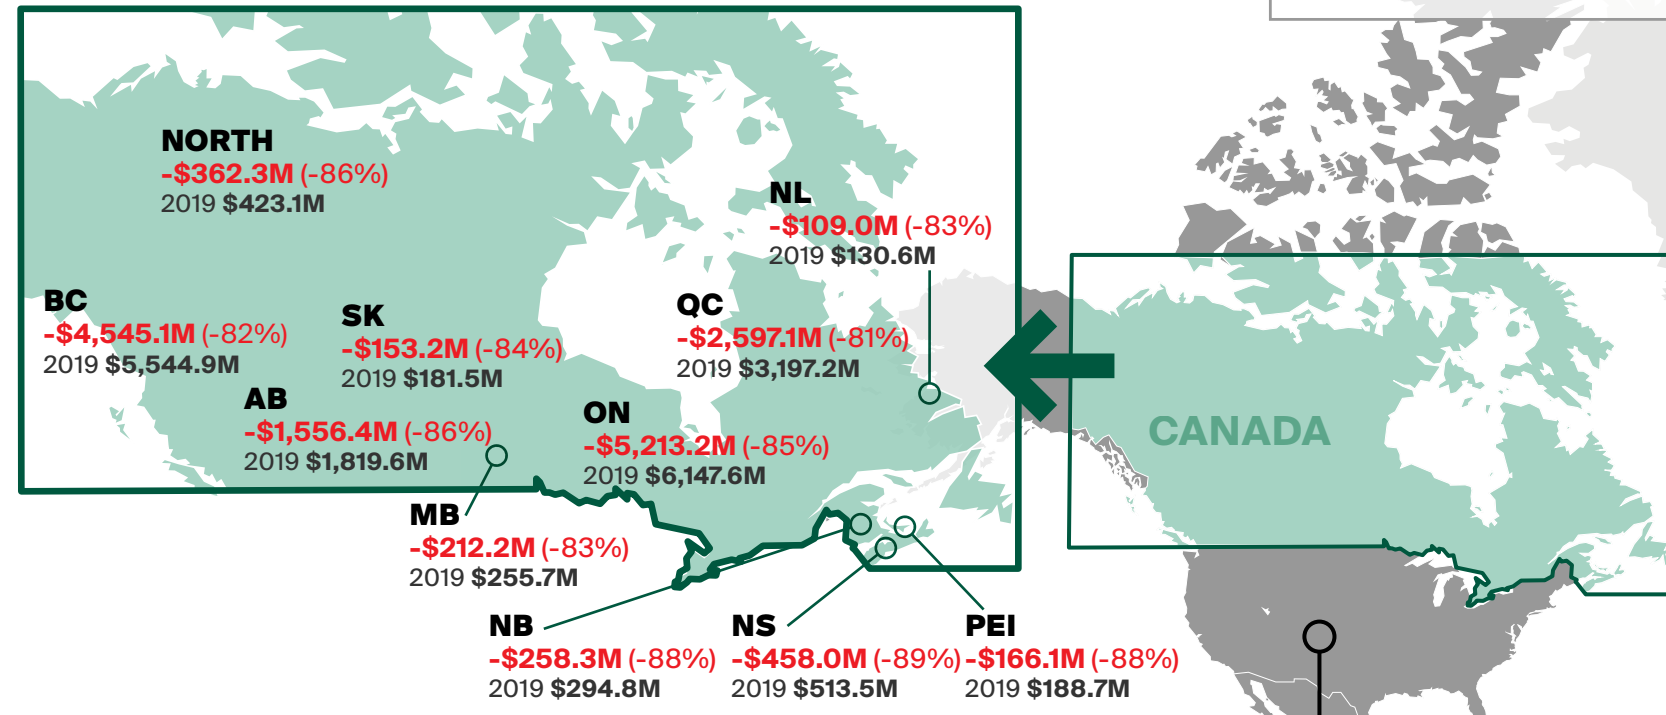 NORTH
-$362.3M (-86%)
2019 $423.1M
NL
-$109.0M (-83%)
2019 $130.6M
BC
-$4,545.1M (-82%)
2019 $5,544.9M
SK
-$153.2M (-84%)
2019 $181.5M
QC
-$2,597.1M (-81%)
2019 $3,197.2M
AB
-$1,556.4M (-86%)
2019 $1,819.6M
ON
-$5,213.2M (-85%)
2019 $6,147.6M
CANADA
MB
-$212.2M (-83%)
2019 $255.7M
NB
-$258.3M (-88%)
2019 $294.8M
NS
-$458.0M (-89%)
2019 $513.5M
PEI
-$166.1M (-88%)
2019 $188.7M